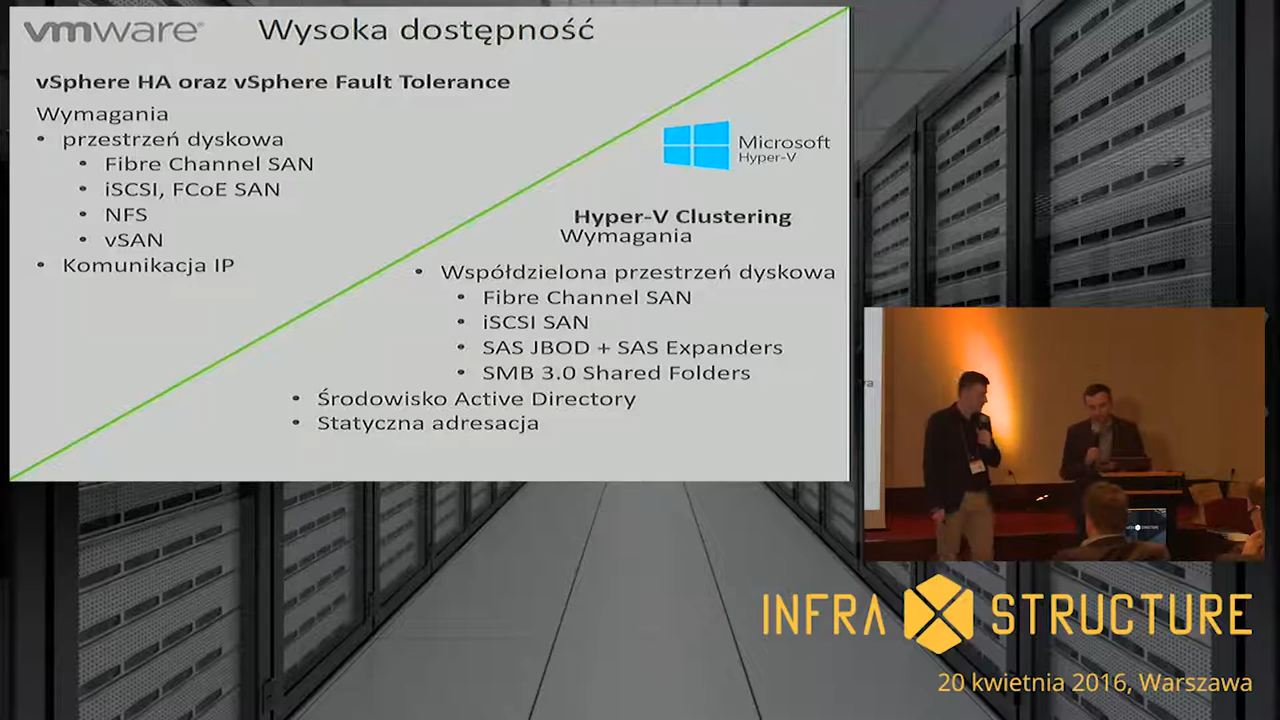 vmware®
Wysoka dostępność
vSphere HA oraz vSphere Fault Tolerance
Wymagania
• przestrzeń dyskowa
• Fibre Channel SAN
• iSCSI, FCoE SAN
• NFS
• vSAN
• Komunikacja IP
Microsoft
Hyper-V
Hyper-V Clustering
Wymagania
• Współdzielona przestrzeń dyskowa
• Fibre Channel SAN
• iSCSI SAN
• SAS JBOD + SAS Expanders
• SMB 3.0 Shared Folders
• Środowisko Active Directory
• Statyczna adresacja
INFRA STRUCTURE
20 kwietnia 2016, Warszawa